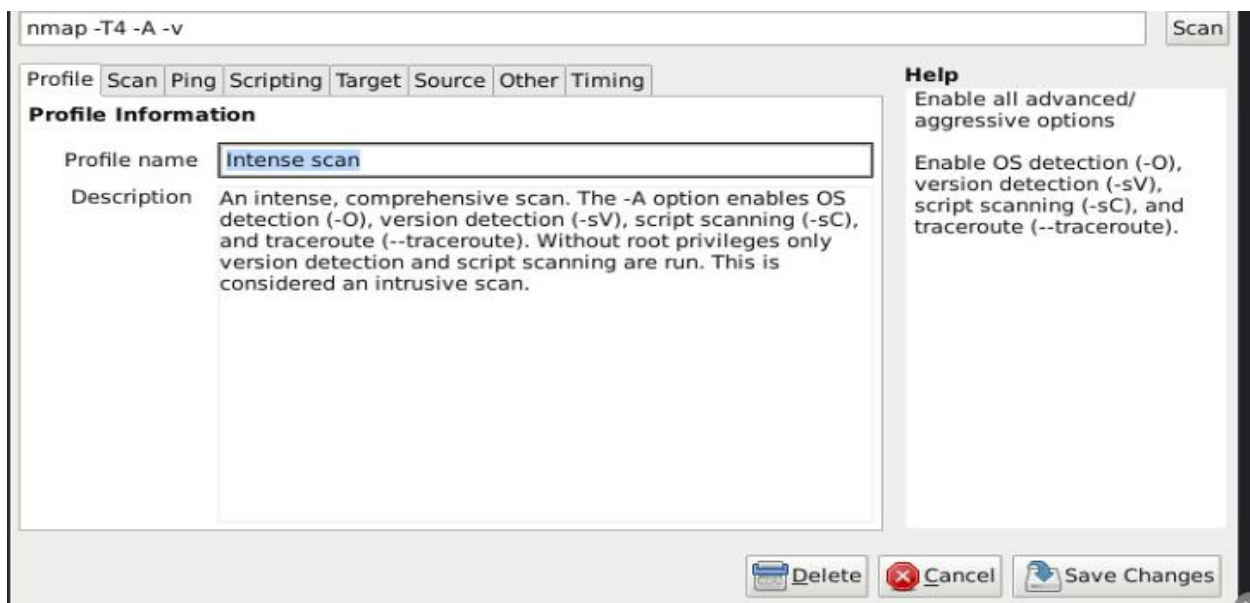 nmap -T4 -A -v
Scan
Profile Scan Ping Scripting Target Source Other Timing
Profile Information
Profile name Intense scan
Description An intense, comprehensive scan. The -A option enables OS
detection (-O), version detection (-sV), script scanning (-sC),
and traceroute (--traceroute). Without root privileges only
version detection and script scanning are run. This is
considered an intrusive scan.
Help
Enable all advanced/
aggressive options
Enable OS detection (-O),
version detection (-sV),
script scanning (-sC), and
traceroute (--traceroute).
Delete Cancel Save Changes